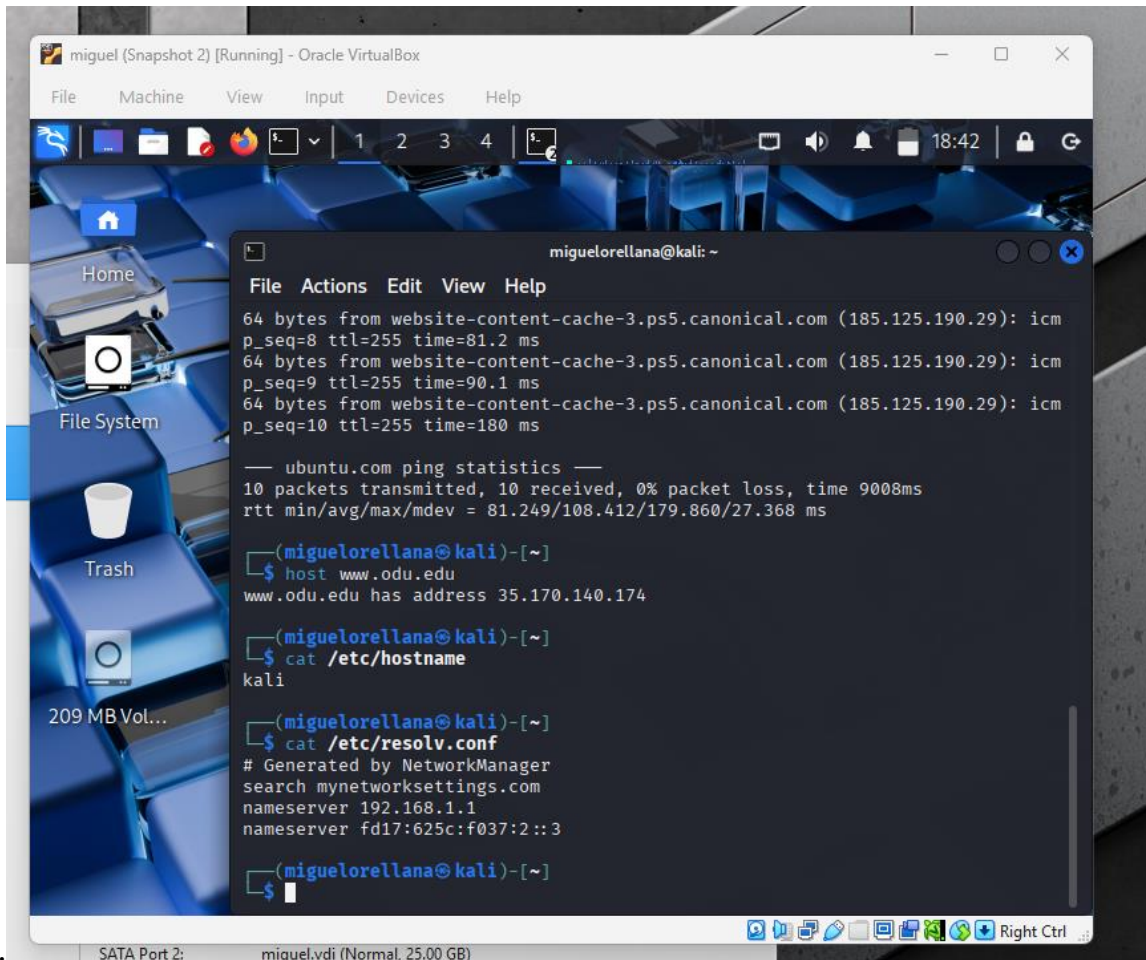 miguel (Snapshot 2) [Running] - Oracle VirtualBox
File Machine View Input Devices Help
1 2 3 4 18:42
miguelorellana@kali: ~
File Actions Edit View Help
64 bytes from website-content-cache-3.ps5.canonical.com (185.125.190.29): icm
p_seq=8 ttl=255 time=81.2 ms
64 bytes from website-content-cache-3.ps5.canonical.com (185.125.190.29): icm
p_seq=9 ttl=255 time=90.1 ms
64 bytes from website-content-cache-3.ps5.canonical.com (185.125.190.29): icm
p_seq=10 ttl=255 time=180 ms
--- ubuntu.com ping statistics ---
10 packets transmitted, 10 received, 0% packet loss, time 9008ms
rtt min/avg/max/mdev = 81.249/108.412/179.860/27.368 ms
┌──(miguelorellana㉿kali)-[~]
└─$ host www.odu.edu
www.odu.edu has address 35.170.140.174
┌──(miguelorellana㉿kali)-[~]
└─$ cat /etc/hostname
kali
┌──(miguelorellana㉿kali)-[~]
└─$ cat /etc/resolv.conf
# Generated by NetworkManager
search mynetworksettings.com
nameserver 192.168.1.1
nameserver fd17:625c:f037:2::3
┌──(miguelorellana㉿kali)-[~]
└─$
Home
File System
Trash
209 MB Vol...
Right Ctrl
SATA Port 2: miguel.vdi (Normal, 25.00 GB)